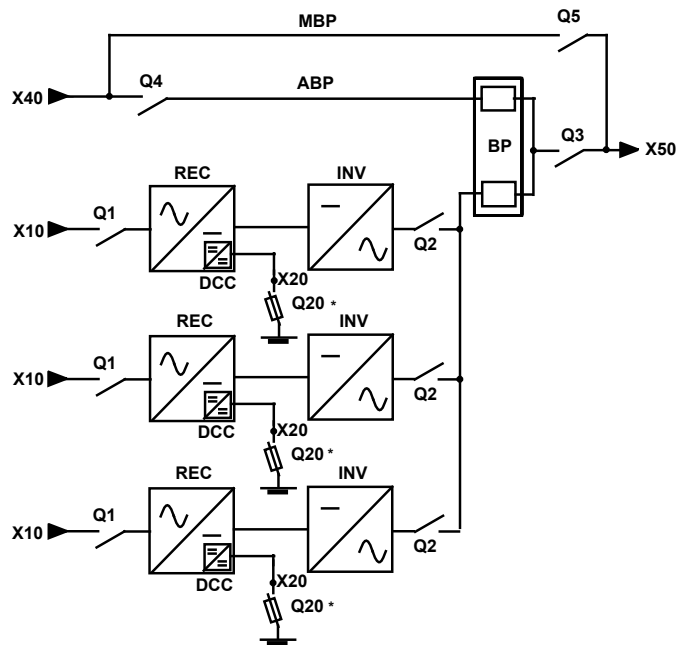 MBP
Q5
Q4
ABP
X40
Q3
X50
BP
REC
INV
Q1
X10
Q2
DCC
X20
Q20 *
REC
INV
Q1
X10
Q2
DCC
X20
Q20 *
REC
INV
Q1
X10
Q2
DCC
X20
Q20 *